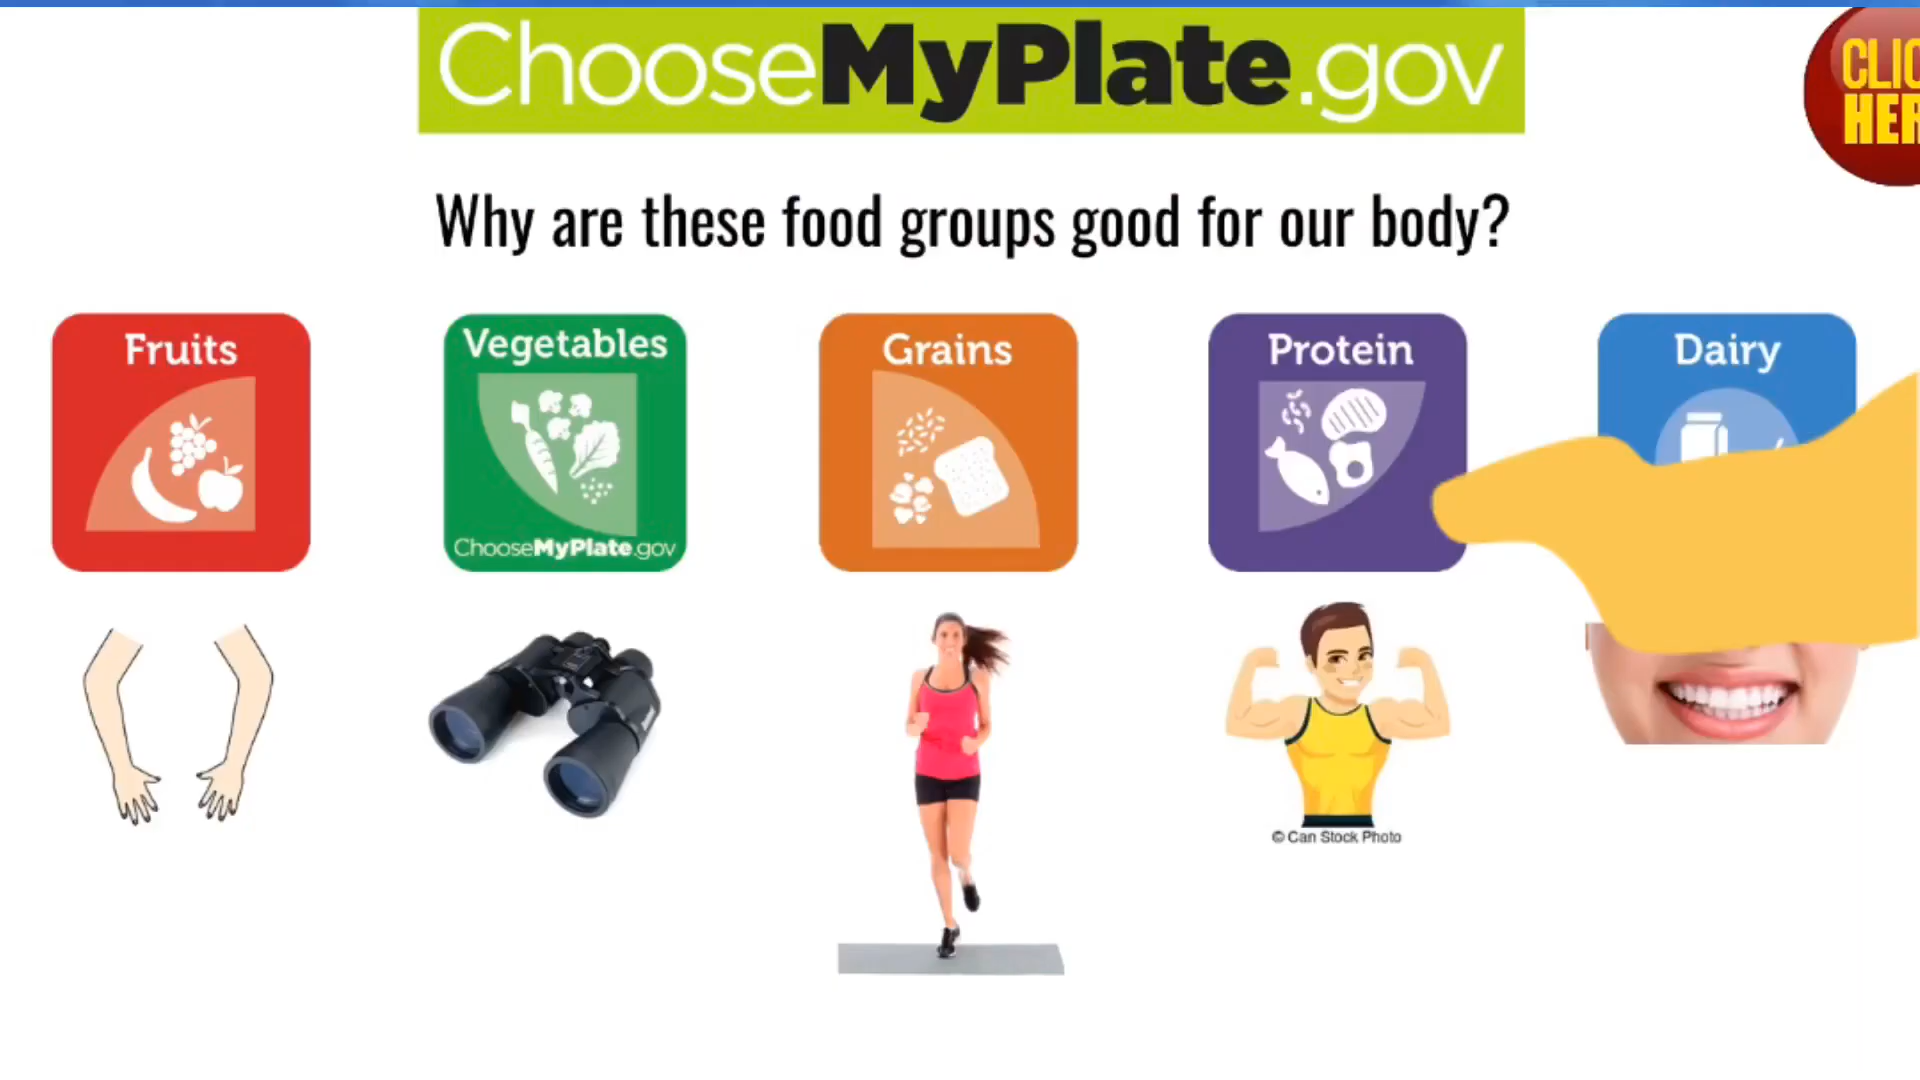 ChooseMyPlate.gov
Why are these food groups good for our body?
Fruits
Vegetables
ChooseMyPlate.gov
Grains
Protein
Dairy
© Can Stock Photo